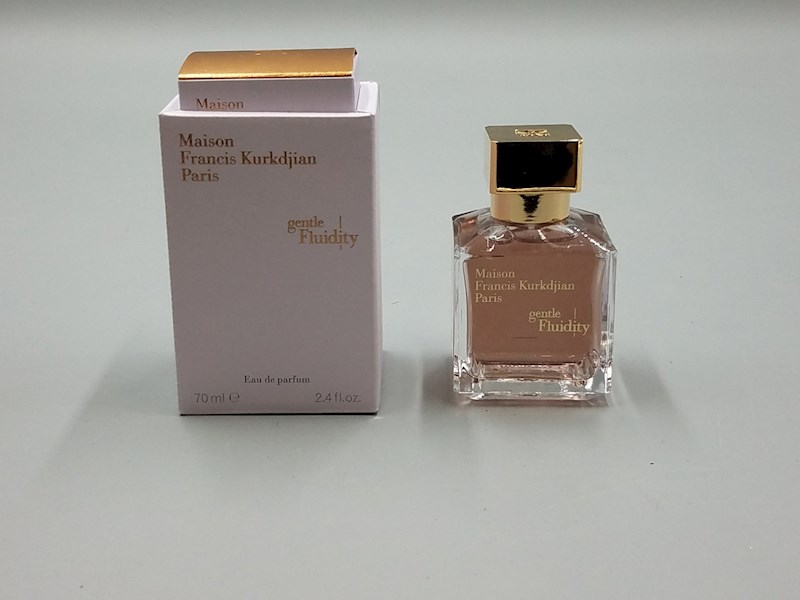 Maison
Maison
Francis Kurkdjian
Paris
gentle
Fluidity
Eau de parfum
70 ml ℮
2.4 fl.oz.
Maison
Francis Kurkdjian
Paris
gentle
Fluidity